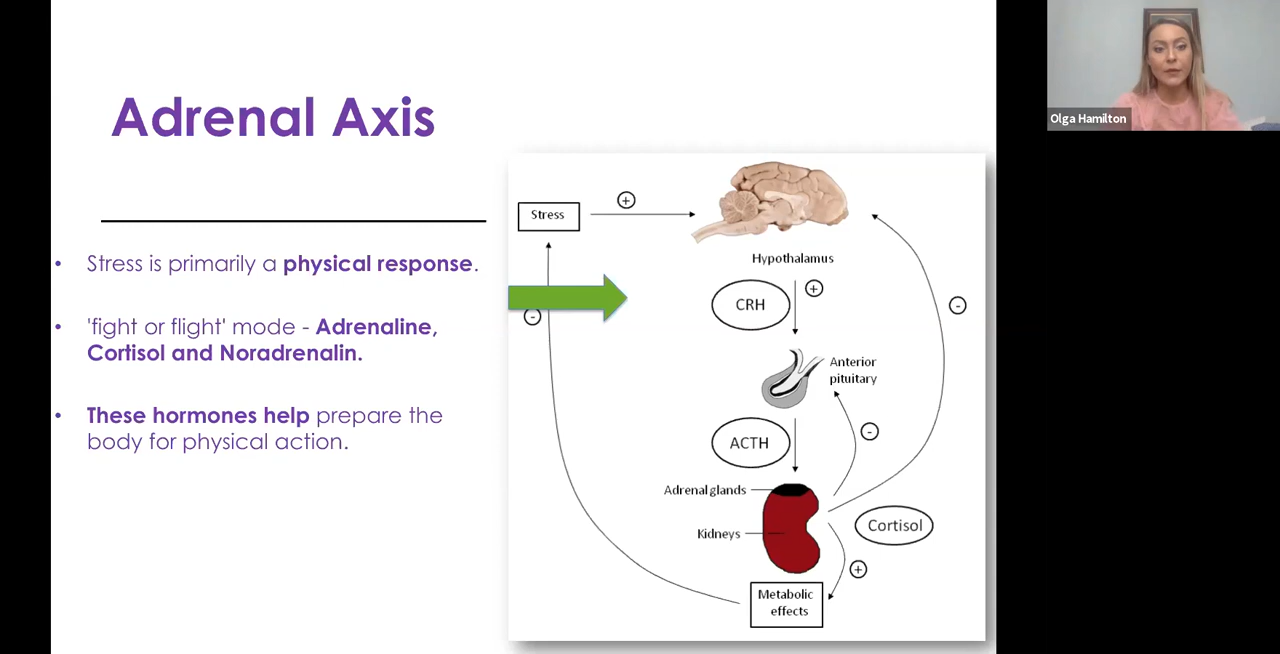 Adrenal Axis
• Stress is primarily a physical response.
• 'fight or flight' mode - Adrenaline,
Cortisol and Noradrenalin.
• These hormones help prepare the
body for physical action.
Stress
+
Hypothalamus
CRH
+
-
-
Anterior
pituitary
ACTH
-
Adrenal glands
Kidneys
Cortisol
+
Metabolic
effects
Olga Hamilton